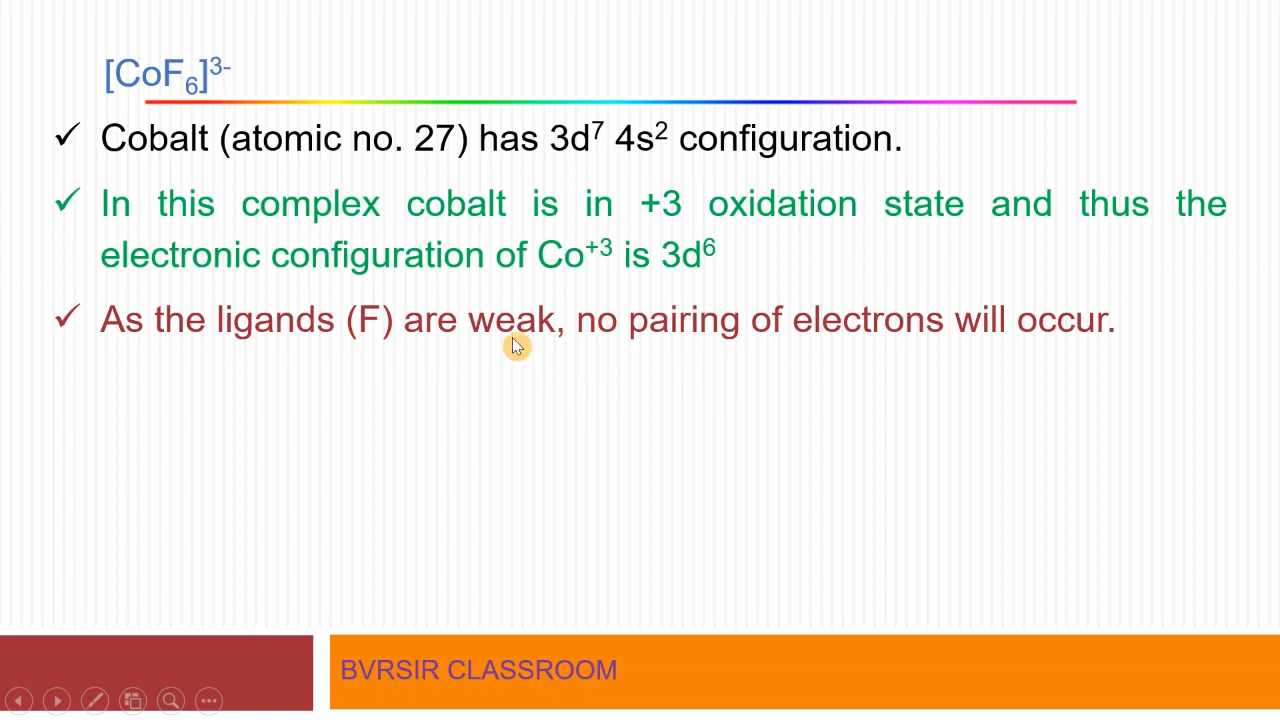 [CoF₆]³⁻
✓ Cobalt (atomic no. 27) has 3d⁷ 4s² configuration.
✓ In this complex cobalt is in +3 oxidation state and thus the
electronic configuration of Co⁺³ is 3d⁶
✓ As the ligands (F) are weak, no pairing of electrons will occur.
BVRSIR CLASSROOM